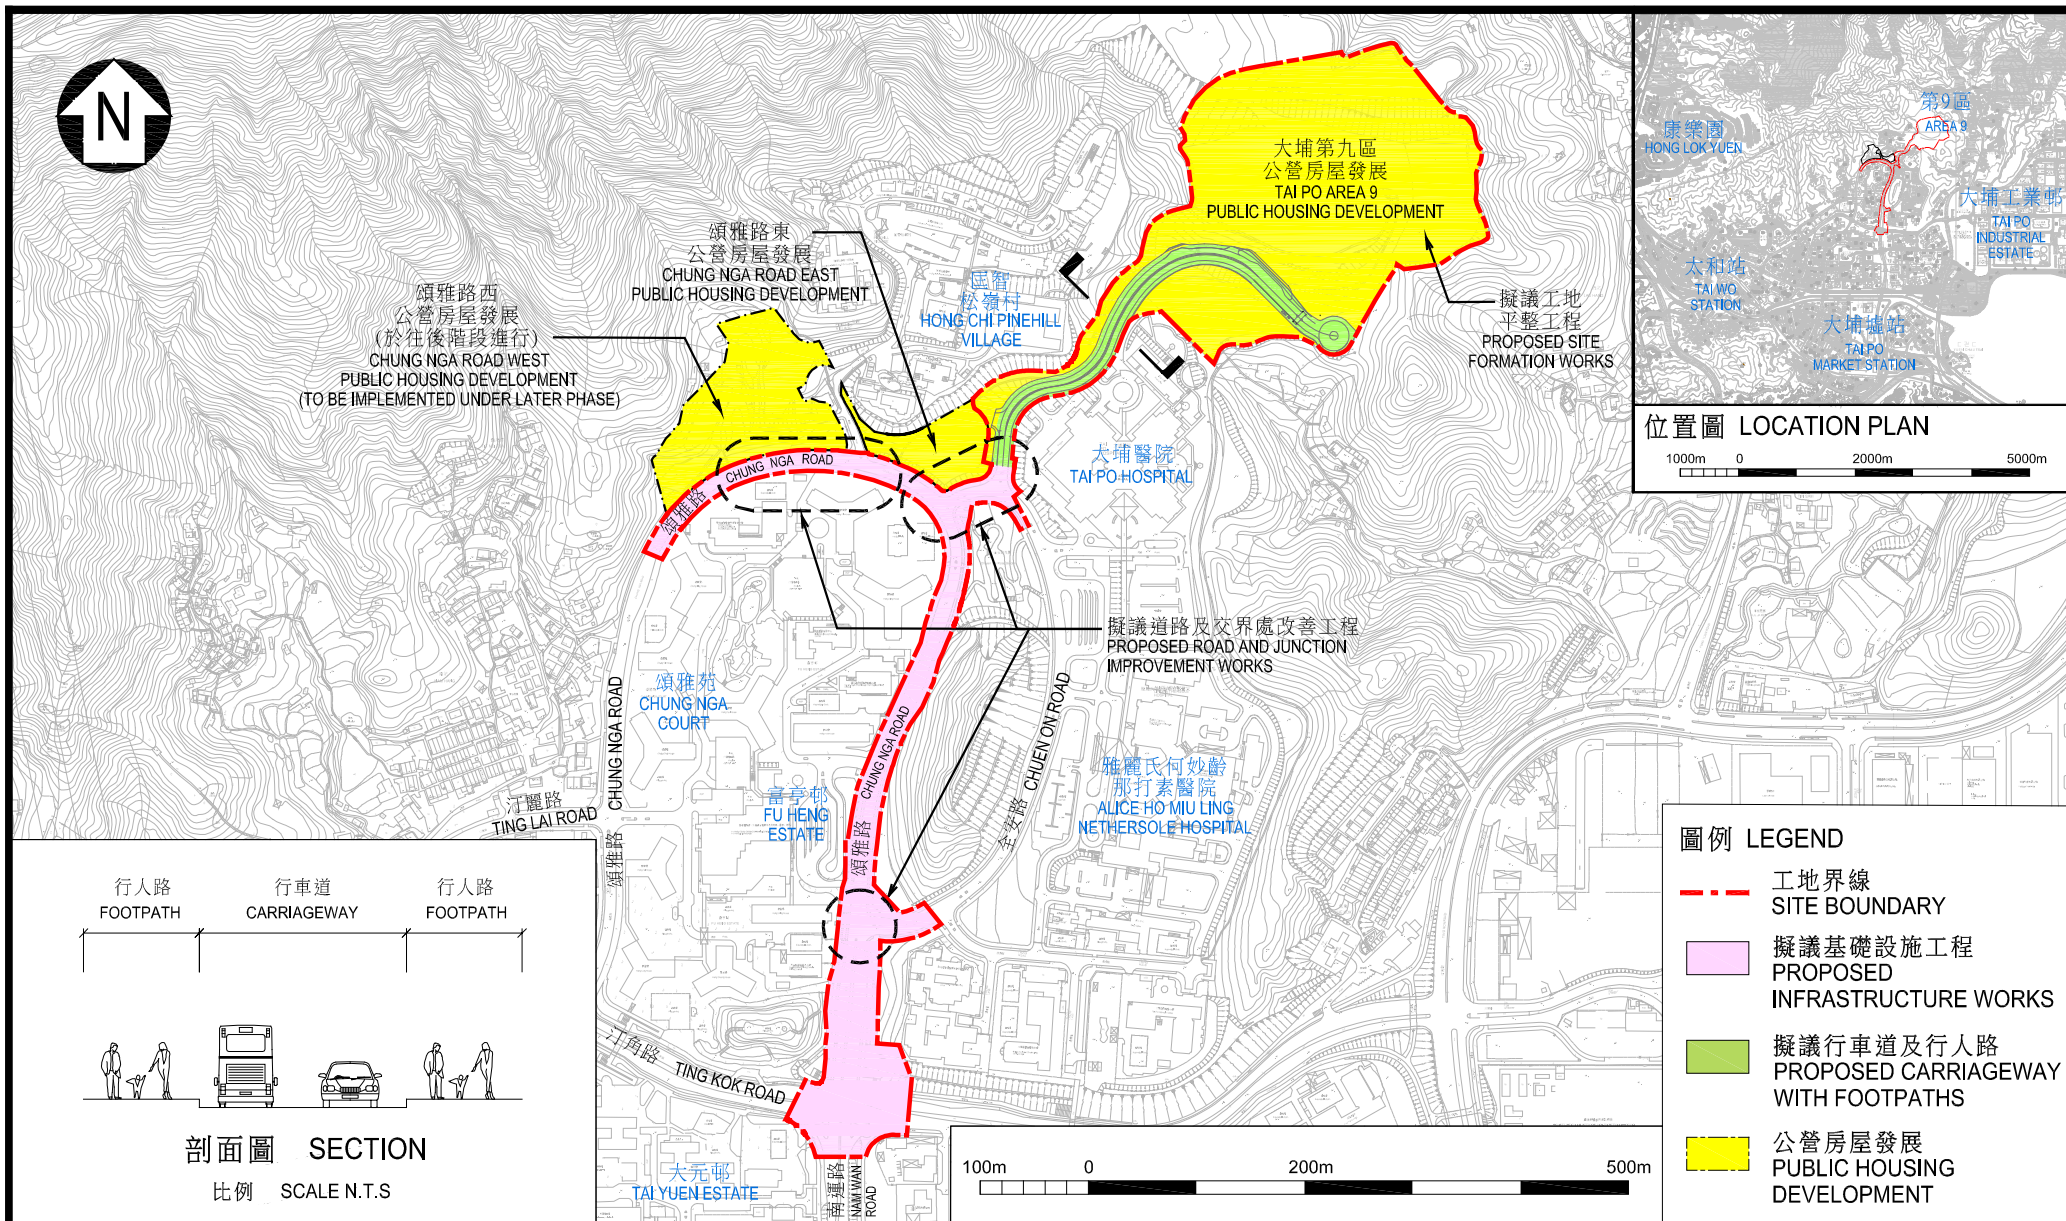 N
大埔第九區
公營房屋發展
TAI PO AREA 9
PUBLIC HOUSING DEVELOPMENT
頌雅路東
公營房屋發展
CHUNG NGA ROAD EAST
PUBLIC HOUSING DEVELOPMENT
頌雅路西
公營房屋發展
(於往後階段進行)
CHUNG NGA ROAD WEST
PUBLIC HOUSING DEVELOPMENT
(TO BE IMPLEMENTED UNDER LATER PHASE)
匡智
松嶺村
HONG CHI PINEHILL
VILLAGE
擬議工地
平整工程
PROPOSED SITE
FORMATION WORKS
大埔醫院
TAI PO HOSPITAL
CHUNG NGA ROAD
頌雅路
擬議道路及交界處改善工程
PROPOSED ROAD AND JUNCTION
IMPROVEMENT WORKS
頌雅苑
CHUNG NGA
COURT
CHUNG NGA ROAD
頌雅路
汀麗路
TING LAI ROAD
富亨邨
FU HENG
ESTATE
CHUNG NGA ROAD
頌雅路
全安路 CHUEN ON ROAD
雅麗氏何妙齡
那打素醫院
ALICE HO MIU LING
NETHERSOLE HOSPITAL
汀角路 TING KOK ROAD
大元邨
TAI YUEN ESTATE
南運路
NAM WAN
ROAD
第9區
AREA 9
康樂園
HONG LOK YUEN
大埔工業邨
TAI PO
INDUSTRIAL
ESTATE
太和站
TAI WO
STATION
大埔墟站
TAI PO
MARKET STATION
位置圖 LOCATION PLAN
1000m 0 2000m 5000m
行人路 行車道 行人路
FOOTPATH CARRIAGEWAY FOOTPATH
剖面圖 SECTION
比例 SCALE N.T.S
100m 0 200m 500m
圖例 LEGEND
工地界線
SITE BOUNDARY
擬議基礎設施工程
PROPOSED
INFRASTRUCTURE WORKS
擬議行車道及行人路
PROPOSED CARRIAGEWAY
WITH FOOTPATHS
公營房屋發展
PUBLIC HOUSING
DEVELOPMENT